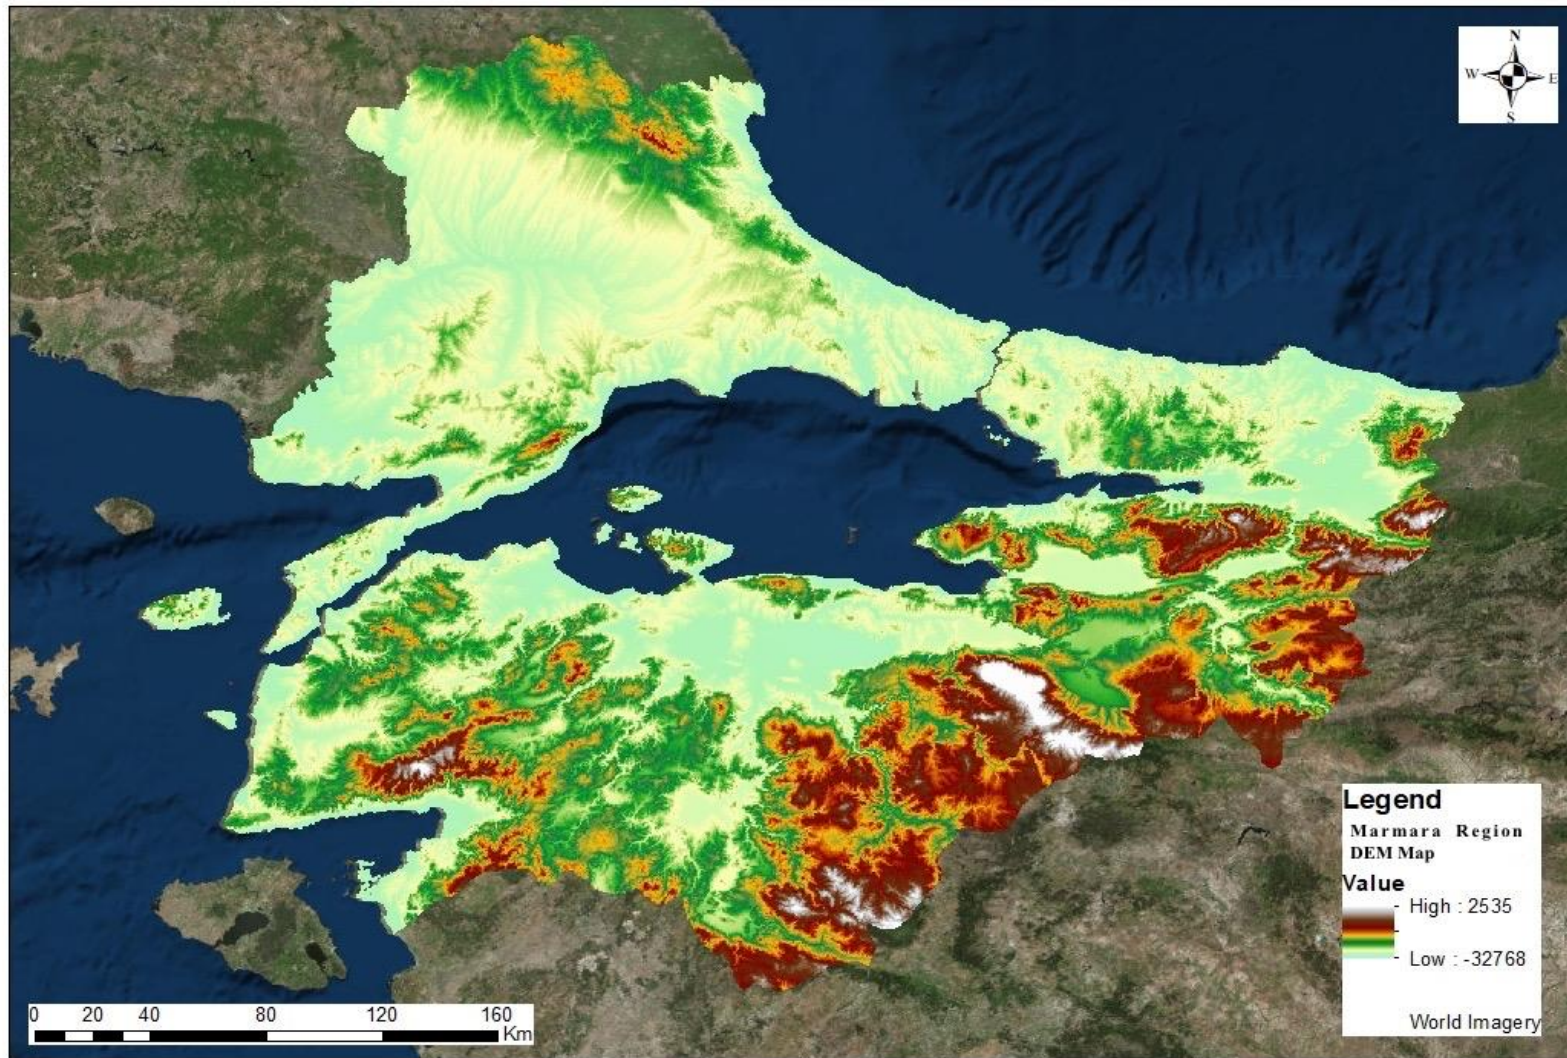 N
W E
S
Legend
Marmara Region
DEM Map
Value
High : 2535
Low : -32768
World Imagery
0 20 40 80 120 160
Km